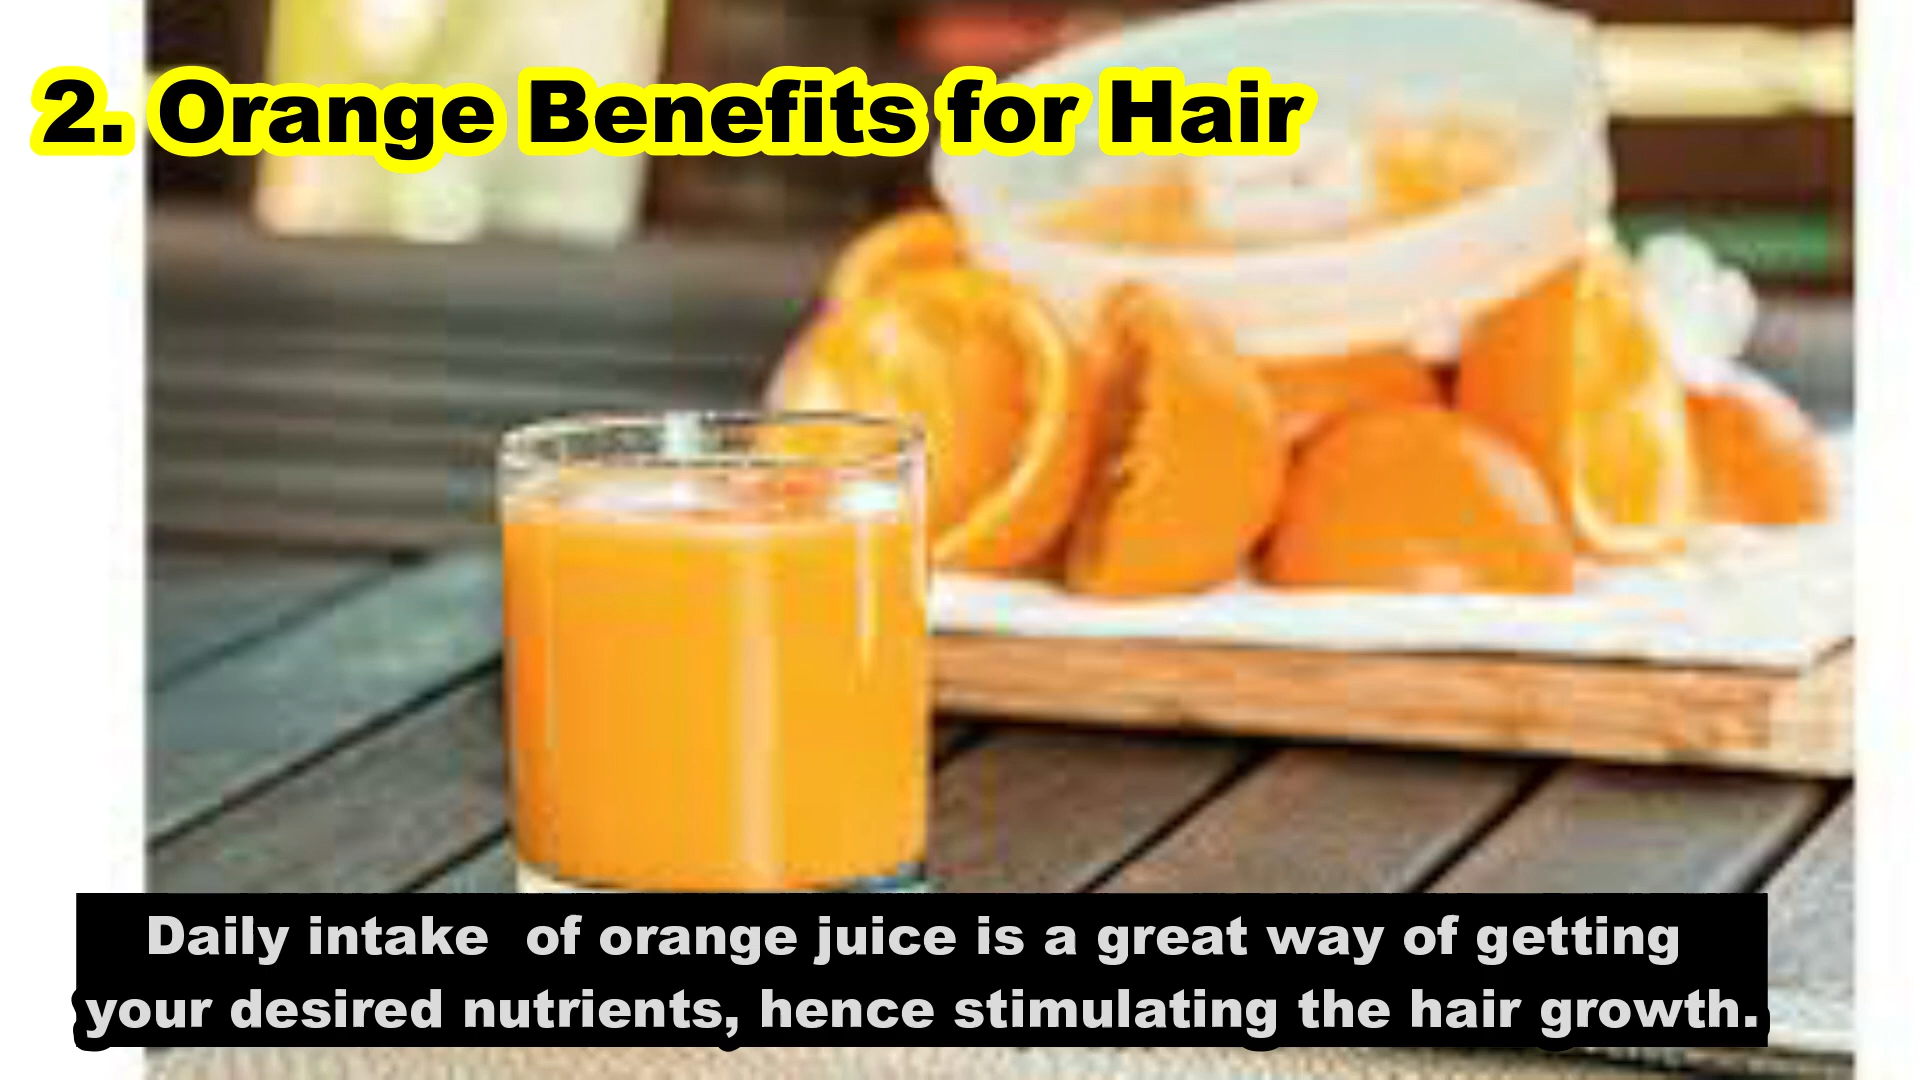 2. Orange Benefits for Hair
Daily intake  of orange juice is a great way of getting
your desired nutrients, hence stimulating the hair growth.